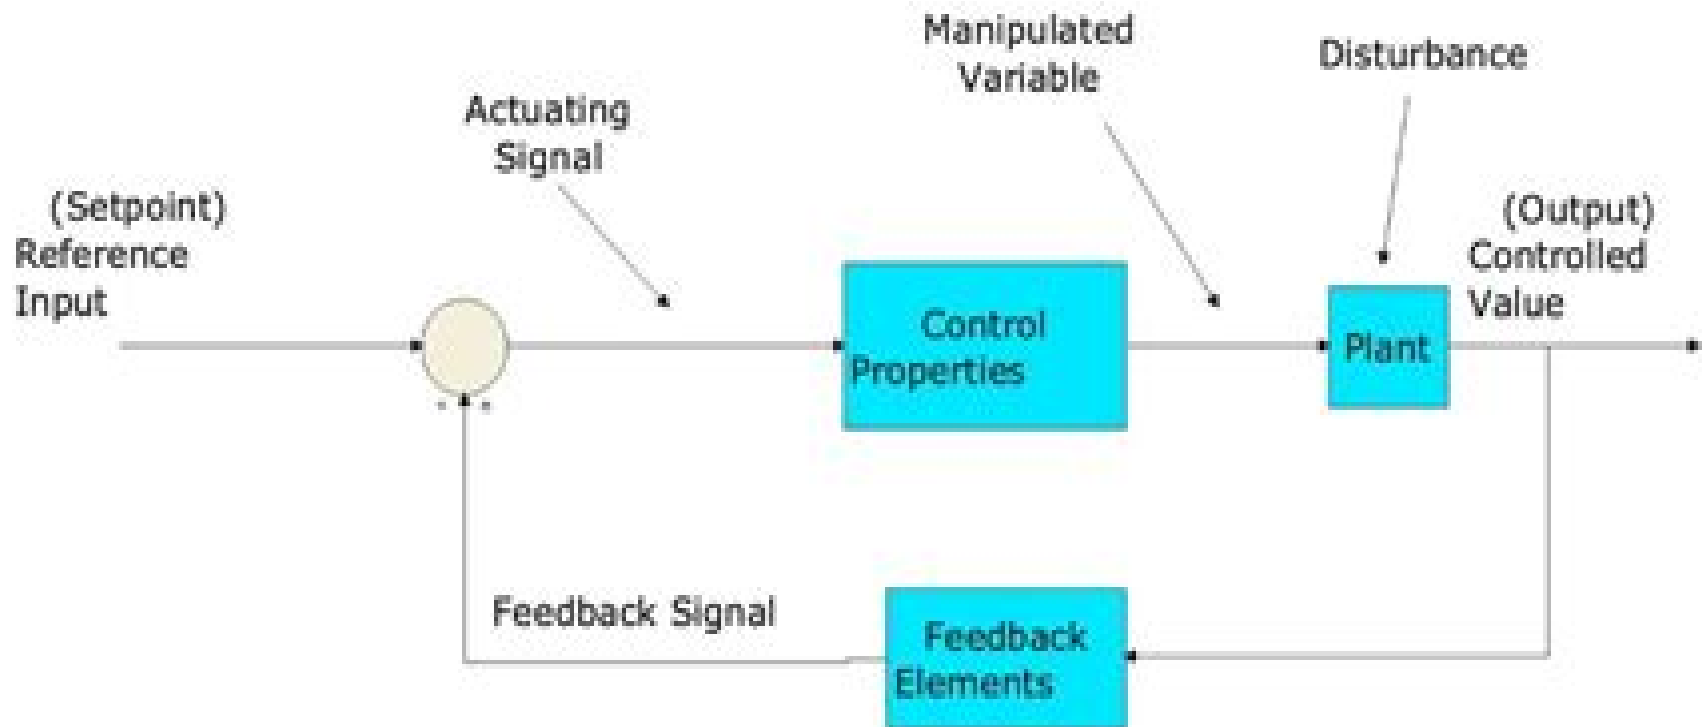 Manipulated
Variable
Disturbance
Actuating
Signal
(Setpoint)
Reference
Input
(Output)
Controlled
Value
Control
Properties
Plant
Feedback Signal
Feedback
Elements